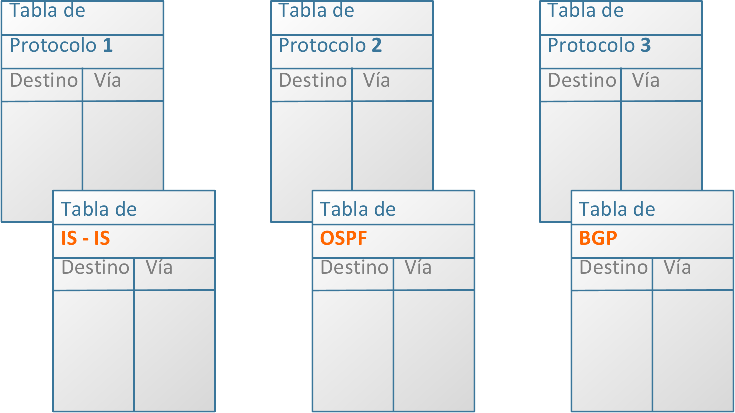 Tabla de
Protocolo 1
Destino Vía
Tabla de
Protocolo 2
Destino Vía
Tabla de
Protocolo 3
Destino Vía
Tabla de
IS - IS
Destino Vía
Tabla de
OSPF
Destino Vía
Tabla de
BGP
Destino Vía